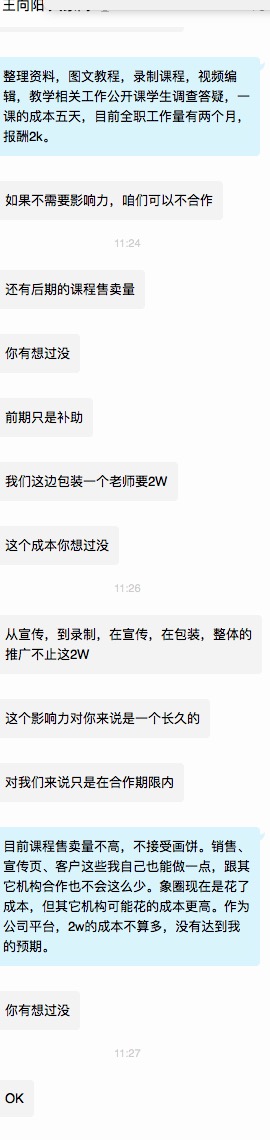 王向阳
整理资料，图文教程，录制课程，视频编
辑，教学相关工作公开课学生调查答疑，一
课的成本五天，目前全职工作量有两个月，
报酬2k。
如果不需要影响力，咱们可以不合作
11:24
还有后期的课程售卖量
你有想过没
前期只是补助
我们这边包装一个老师要2W
这个成本你想过没
11:26
从宣传，到录制，在宣传，在包装，整体的
推广不止这2W
这个影响力对你来说是一个长久的
对我们来说只是在合作期限内
目前课程售卖量不高，不接受画饼。销售、
宣传页、客户这些我自己也能做一点，跟其
它机构合作也不会这么少。象圈现在是花了
成本，但其它机构可能花的成本更高。作为
公司平台，2w的成本不算多，没有达到我
的预期。
你有想过没
11:27
OK